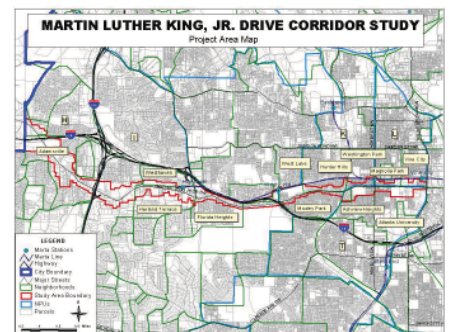 MARTIN LUTHER KING, JR. DRIVE CORRIDOR STUDY
Project Area Map
H
I
K
L
Adamsville
Washington Park
Vine City
West Lake
Hunter Hills
Magnolia Park
Westhaven
Harland Terrace
Florida Heights
Mozley Park
Ashview Heights
Atlanta University
T
LEGEND
Marta Stations
Marta Line
Highway
City Boundary
Major Streets
Neighborhoods
Study Area Boundary
NPUs
Parcels